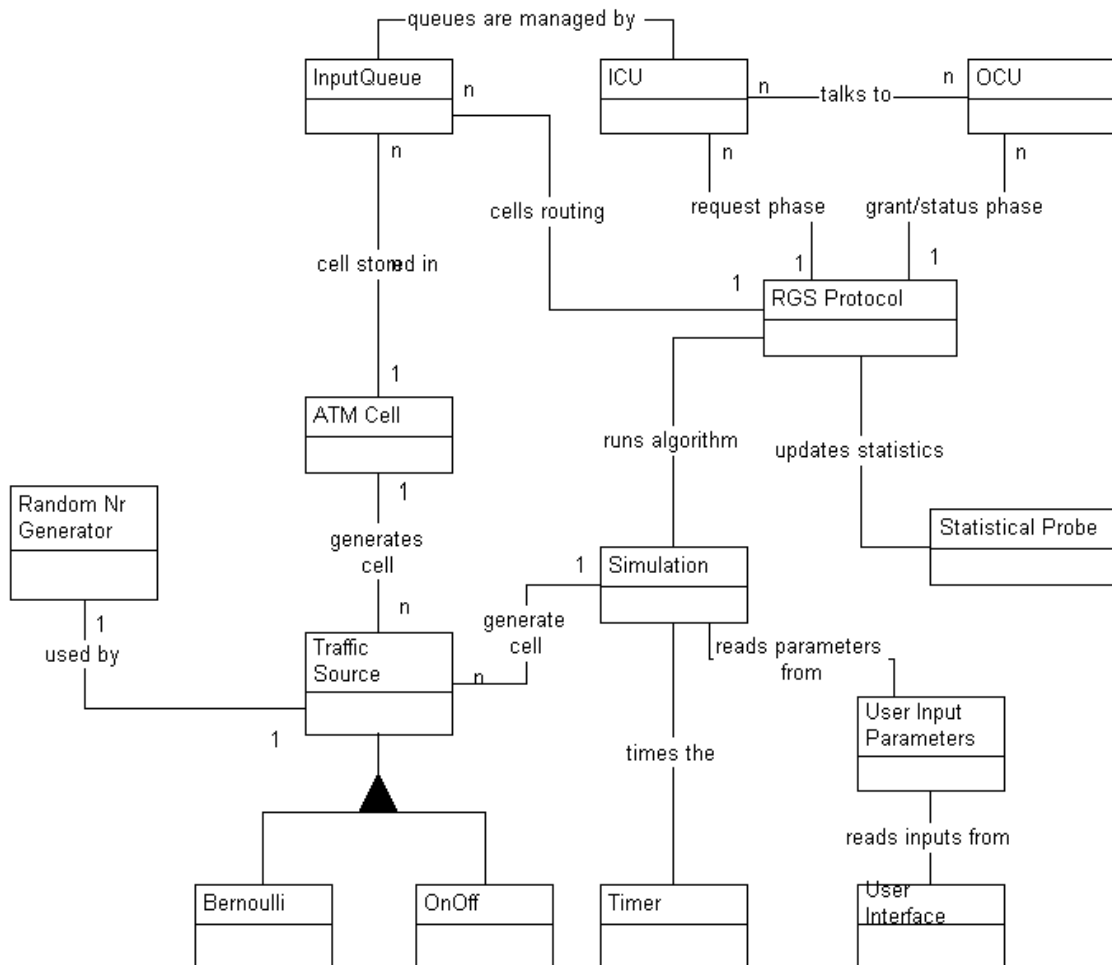 queues are managed by
InputQueue
ICU
OCU
n
n
n
talks to
n
n
n
cells routing
request phase
grant/status phase
cell stored in
1
1
1
RGS Protocol
1
ATM Cell
runs algorithm
updates statistics
1
Random Nr
Generator
generates
cell
Statistical Probe
1
Simulation
n
generate
cell
1
used by
Traffic
Source
n
reads parameters
from
User Input
Parameters
1
times the
reads inputs from
Bernoulli
OnOff
Timer
User
Interface